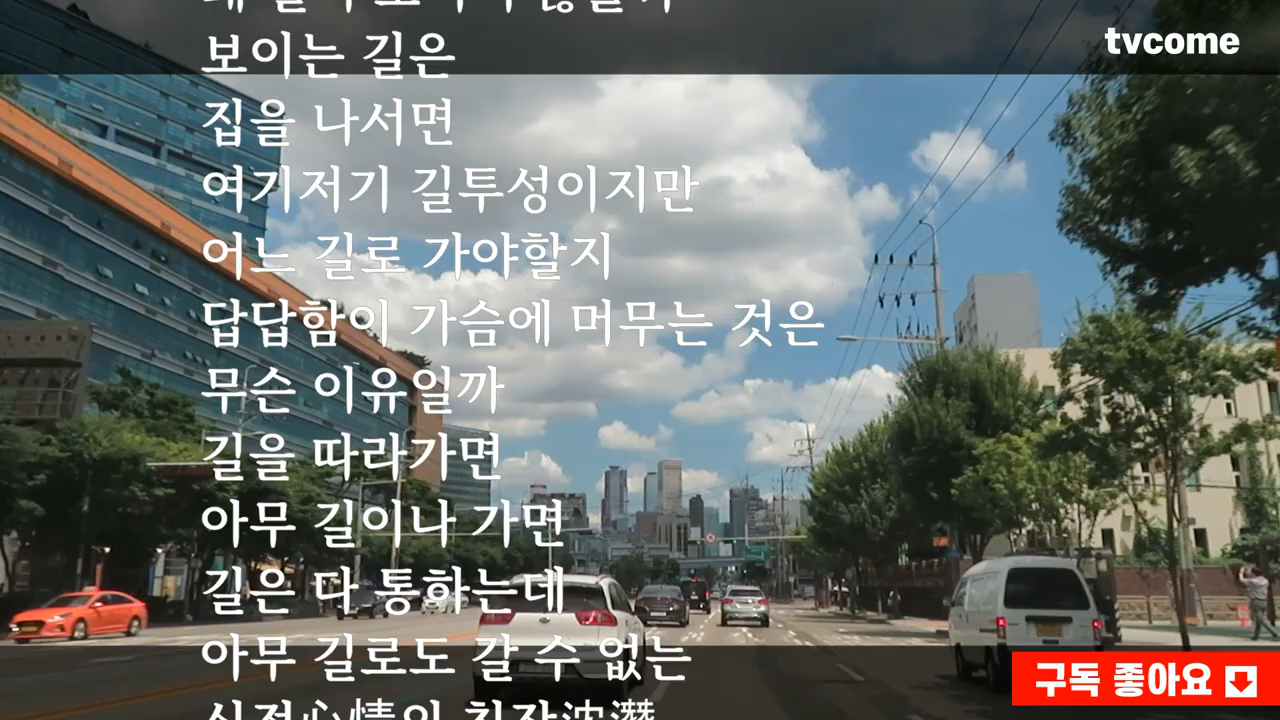 tvcome
보이는 길은
집을 나서면
여기저기 길투성이지만
어느 길로 가야할지
답답함이 가슴에 머무는 것은
무슨 이유일까
길을 따라가면
아무 길이나 가면
길은 다 통하는데
아무 길로도 갈 수 없는
구독 좋아요